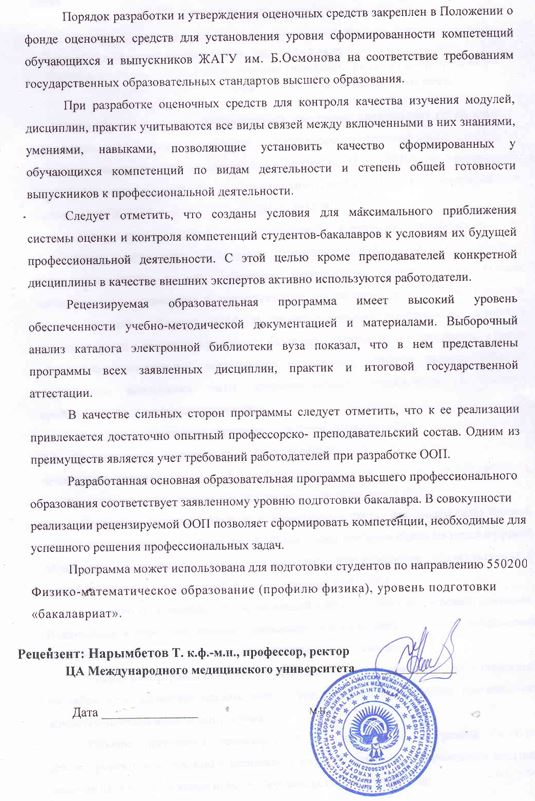 Порядок разработки и утверждения оценочных средств закреплен в Положении о
фонде оценочных средств для установления уровня сформированности компетенций
обучающихся и выпускников ЖАГУ им. Б.Осмонова на соответствие требованиям
государственных образовательных стандартов высшего образования.
При разработке оценочных средств для контроля качества изучения модулей,
дисциплин, практик учитываются все виды связей между включенными в них знаниями,
умениями, навыками, позволяющие установить качество сформированных у
обучающихся компетенций по видам деятельности и степень общей готовности
выпускников к профессиональной деятельности.
Следует отметить, что созданы условия для максимального приближения
системы оценки и контроля компетенций студентов-бакалавров к условиям их будущей
профессиональной деятельности. С этой целью кроме преподавателей конкретной
дисциплины в качестве внешних экспертов активно используются работодатели.
Рецензируемая образовательная программа имеет высокий уровень
обеспеченности учебно-методической документацией и материалами. Выборочный
анализ каталога электронной библиотеки вуза показал, что в нем представлены
программы всех заявленных дисциплин, практик и итоговой государственной
аттестации.
В качестве сильных сторон программы следует отметить, что к ее реализации
привлекается достаточно опытный профессорско- преподавательский состав. Одним из
преимуществ является учет требований работодателей при разработке ООП.
Разработанная основная образовательная программа высшего профессионального
образования соответствует заявленному уровню подготовки бакалавра. В совокупности
реализации рецензируемой ООП позволяет сформировать компетенции, необходимые для
успешного решения профессиональных задач.
Программа может использована для подготовки студентов по направлению 550200
Физико-математическое образование (профилю физика), уровень подготовки
«бакалавриат».
Рецензент: Нарымбетов Т. к.ф.-м.н., профессор, ректор
ЦА Международного медицинского университета
Дата ________________